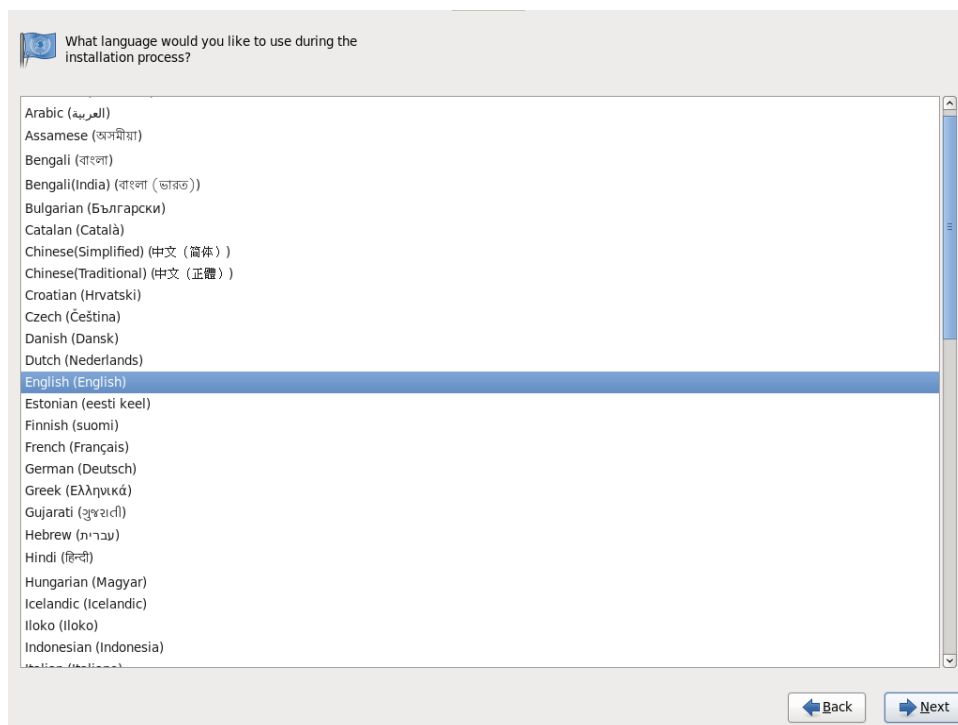 What language would you like to use during the
installation process?
Arabic (العربية)
Assamese (অসমীয়া)
Bengali (বাংলা)
Bengali(India) (বাংলা (ভারত))
Bulgarian (Български)
Catalan (Català)
Chinese(Simplified) (中文（简体）)
Chinese(Traditional) (中文（正體）)
Croatian (Hrvatski)
Czech (Čeština)
Danish (Dansk)
Dutch (Nederlands)
English (English)
Estonian (eesti keel)
Finnish (suomi)
French (Français)
German (Deutsch)
Greek (Ελληνικά)
Gujarati (ગુજરાતી)
Hebrew (עברית)
Hindi (हिन्दी)
Hungarian (Magyar)
Icelandic (Icelandic)
Iloko (Iloko)
Indonesian (Indonesia)
Italian (Italiano)
Back
Next